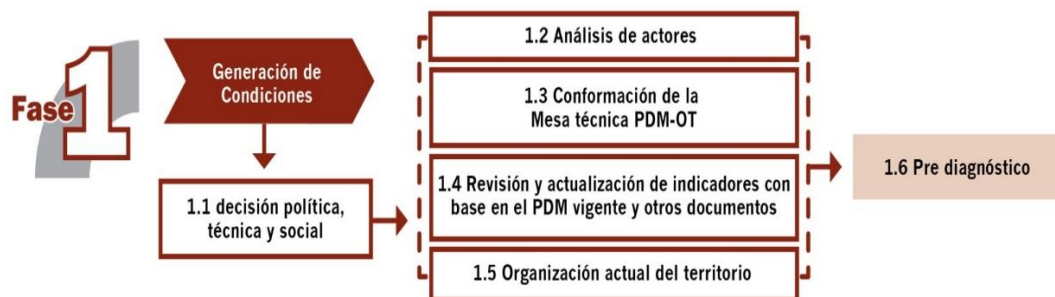 Fase 1
Generación de
Condiciones
1.1 decisión política,
técnica y social
1.2 Análisis de actores
1.3 Conformación de la
Mesa técnica PDM-OT
1.4 Revisión y actualización de indicadores con
base en el PDM vigente y otros documentos
1.5 Organización actual del territorio
1.6 Pre diagnóstico